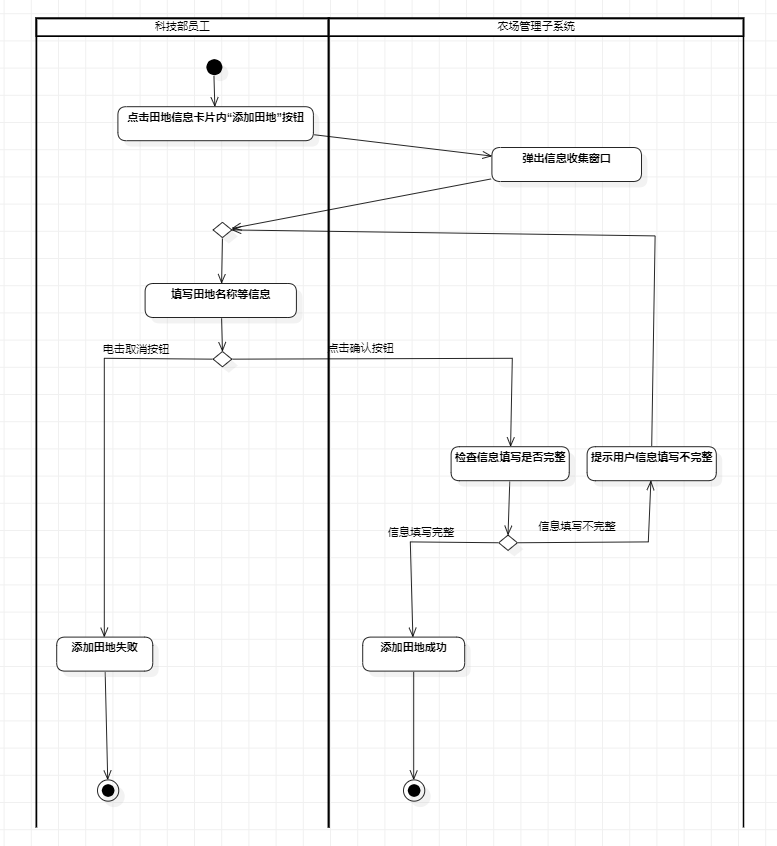 科技部员工
农场管理子系统
点击田地信息卡片内“添加田地”按钮
弹出信息收集窗口
填写田地名称等信息
电击取消按钮
点击确认按钮
检查信息填写是否完整
提示用户信息填写不完整
信息填写完整
信息填写不完整
添加田地失败
添加田地成功